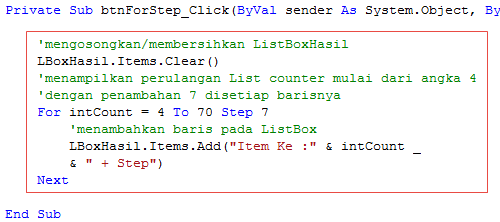 Private Sub btnForStep_Click(ByVal sender As System.Object, By
'mengosongkan/membersihkan ListBoxHasil
LBoxHasil.Items.Clear()
'menampilkan perulangan List counter mulai dari angka 4
'dengan penambahan 7 disetiap barisnya
For intCount = 4 To 70 Step 7
'menambahkan baris pada ListBox
LBoxHasil.Items.Add("Item Ke :" & intCount _
& " + Step")
Next
End Sub